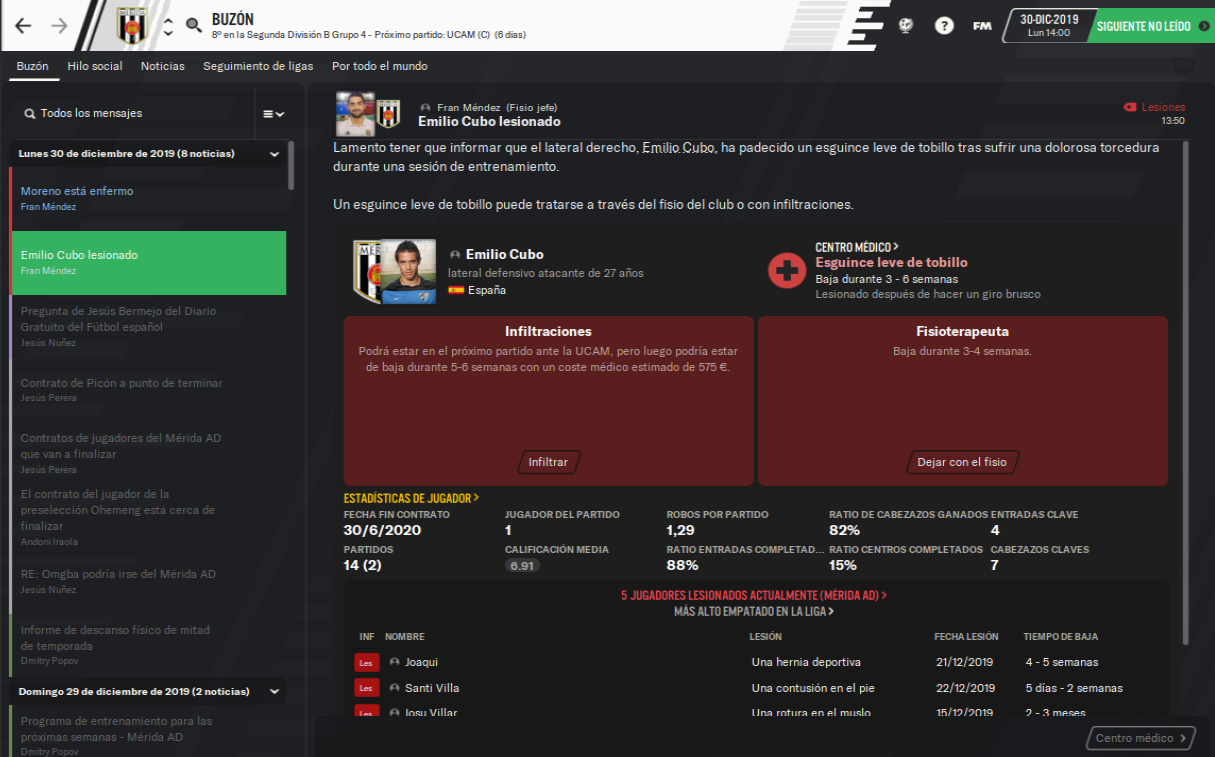 BUZÓN
8º en la Segunda División B Grupo 4 - Próximo partido: UCAM (C) (6 días)
?
FM
30-DIC-2019
Lun 14:00
SIGUIENTE NO LEÍDO
Buzón Hilo social Noticias Seguimiento de ligas Por todo el mundo
Todos los mensajes
Lunes 30 de diciembre de 2019 (8 noticias)
Moreno está enfermo
Fran Méndez
Emilio Cubo lesionado
Fran Méndez
Pregunta de Jesús Bermejo del Diario
Gratuito del Fútbol español
Jesús Nuñez
Contrato de Picón a punto de terminar
Jesús Perera
Contratos de jugadores del Mérida AD
que van a finalizar
Jesús Perera
El contrato del jugador de la
preselección Ohemeng está cerca de
finalizar
Andoni Iraola
RE: Omgba podría irse del Mérida AD
Jesús Nuñez
Informe de descanso físico de mitad
de temporada
Dmitry Popov
Domingo 29 de diciembre de 2019 (2 noticias)
Programa de entrenamiento para las
próximas semanas - Mérida AD
Dmitry Popov
Fran Méndez (Fisio jefe)
Emilio Cubo lesionado
Lesiones
13:50
Lamento tener que informar que el lateral derecho, Emilio Cubo, ha padecido un esguince leve de tobillo tras sufrir una dolorosa torcedura
durante una sesión de entrenamiento.
Un esguince leve de tobillo puede tratarse a través del fisio del club o con infiltraciones.
Emilio Cubo
lateral defensivo atacante de 27 años
España
CENTRO MÉDICO >
Esguince leve de tobillo
Baja durante 3 - 6 semanas
Lesionado después de hacer un giro brusco
Infiltraciones
Podrá estar en el próximo partido ante la UCAM, pero luego podría estar
de baja durante 5-6 semanas con un coste médico estimado de 575 €.
Infiltrar
Fisioterapeuta
Baja durante 3-4 semanas.
Dejar con el fisio
ESTADÍSTICAS DE JUGADOR >
FECHA FIN CONTRATO JUGADOR DEL PARTIDO ROBOS POR PARTIDO RATIO DE CABEZAZOS GANADOS ENTRADAS CLAVE
30/6/2020 1 1,29 82% 4
PARTIDOS CALIFICACIÓN MEDIA RATIO ENTRADAS COMPLETAD... RATIO CENTROS COMPLETADOS CABEZAZOS CLAVES
14 (2) 6.91 88% 15% 7
5 JUGADORES LESIONADOS ACTUALMENTE (MÉRIDA AD) >
MÁS ALTO EMPATADO EN LA LIGA >
INF NOMBRE LESIÓN FECHA LESIÓN TIEMPO DE BAJA
Les Joaqui Una hernia deportiva 21/12/2019 4 - 5 semanas
Les Santi Villa Una contusión en el pie 22/12/2019 5 días - 2 semanas
Les Josu Villar Una rotura en el muslo 15/12/2019 2 - 3 meses
Centro médico >